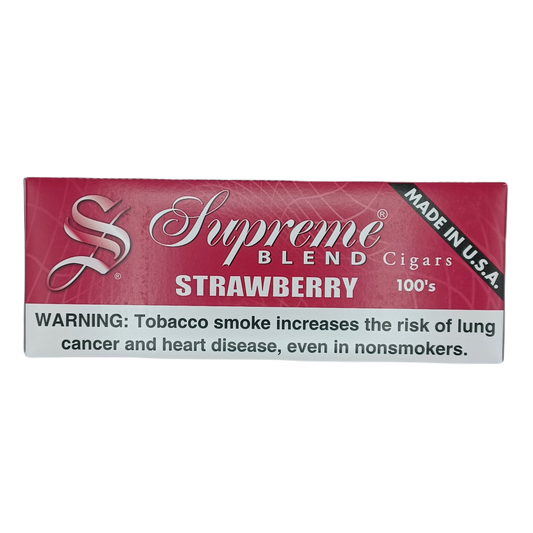 S®
Supreme®
BLEND Cigars
STRAWBERRY 100's
MADE IN U.S.A.
WARNING: Tobacco smoke increases the risk of lung
cancer and heart disease, even in nonsmokers.